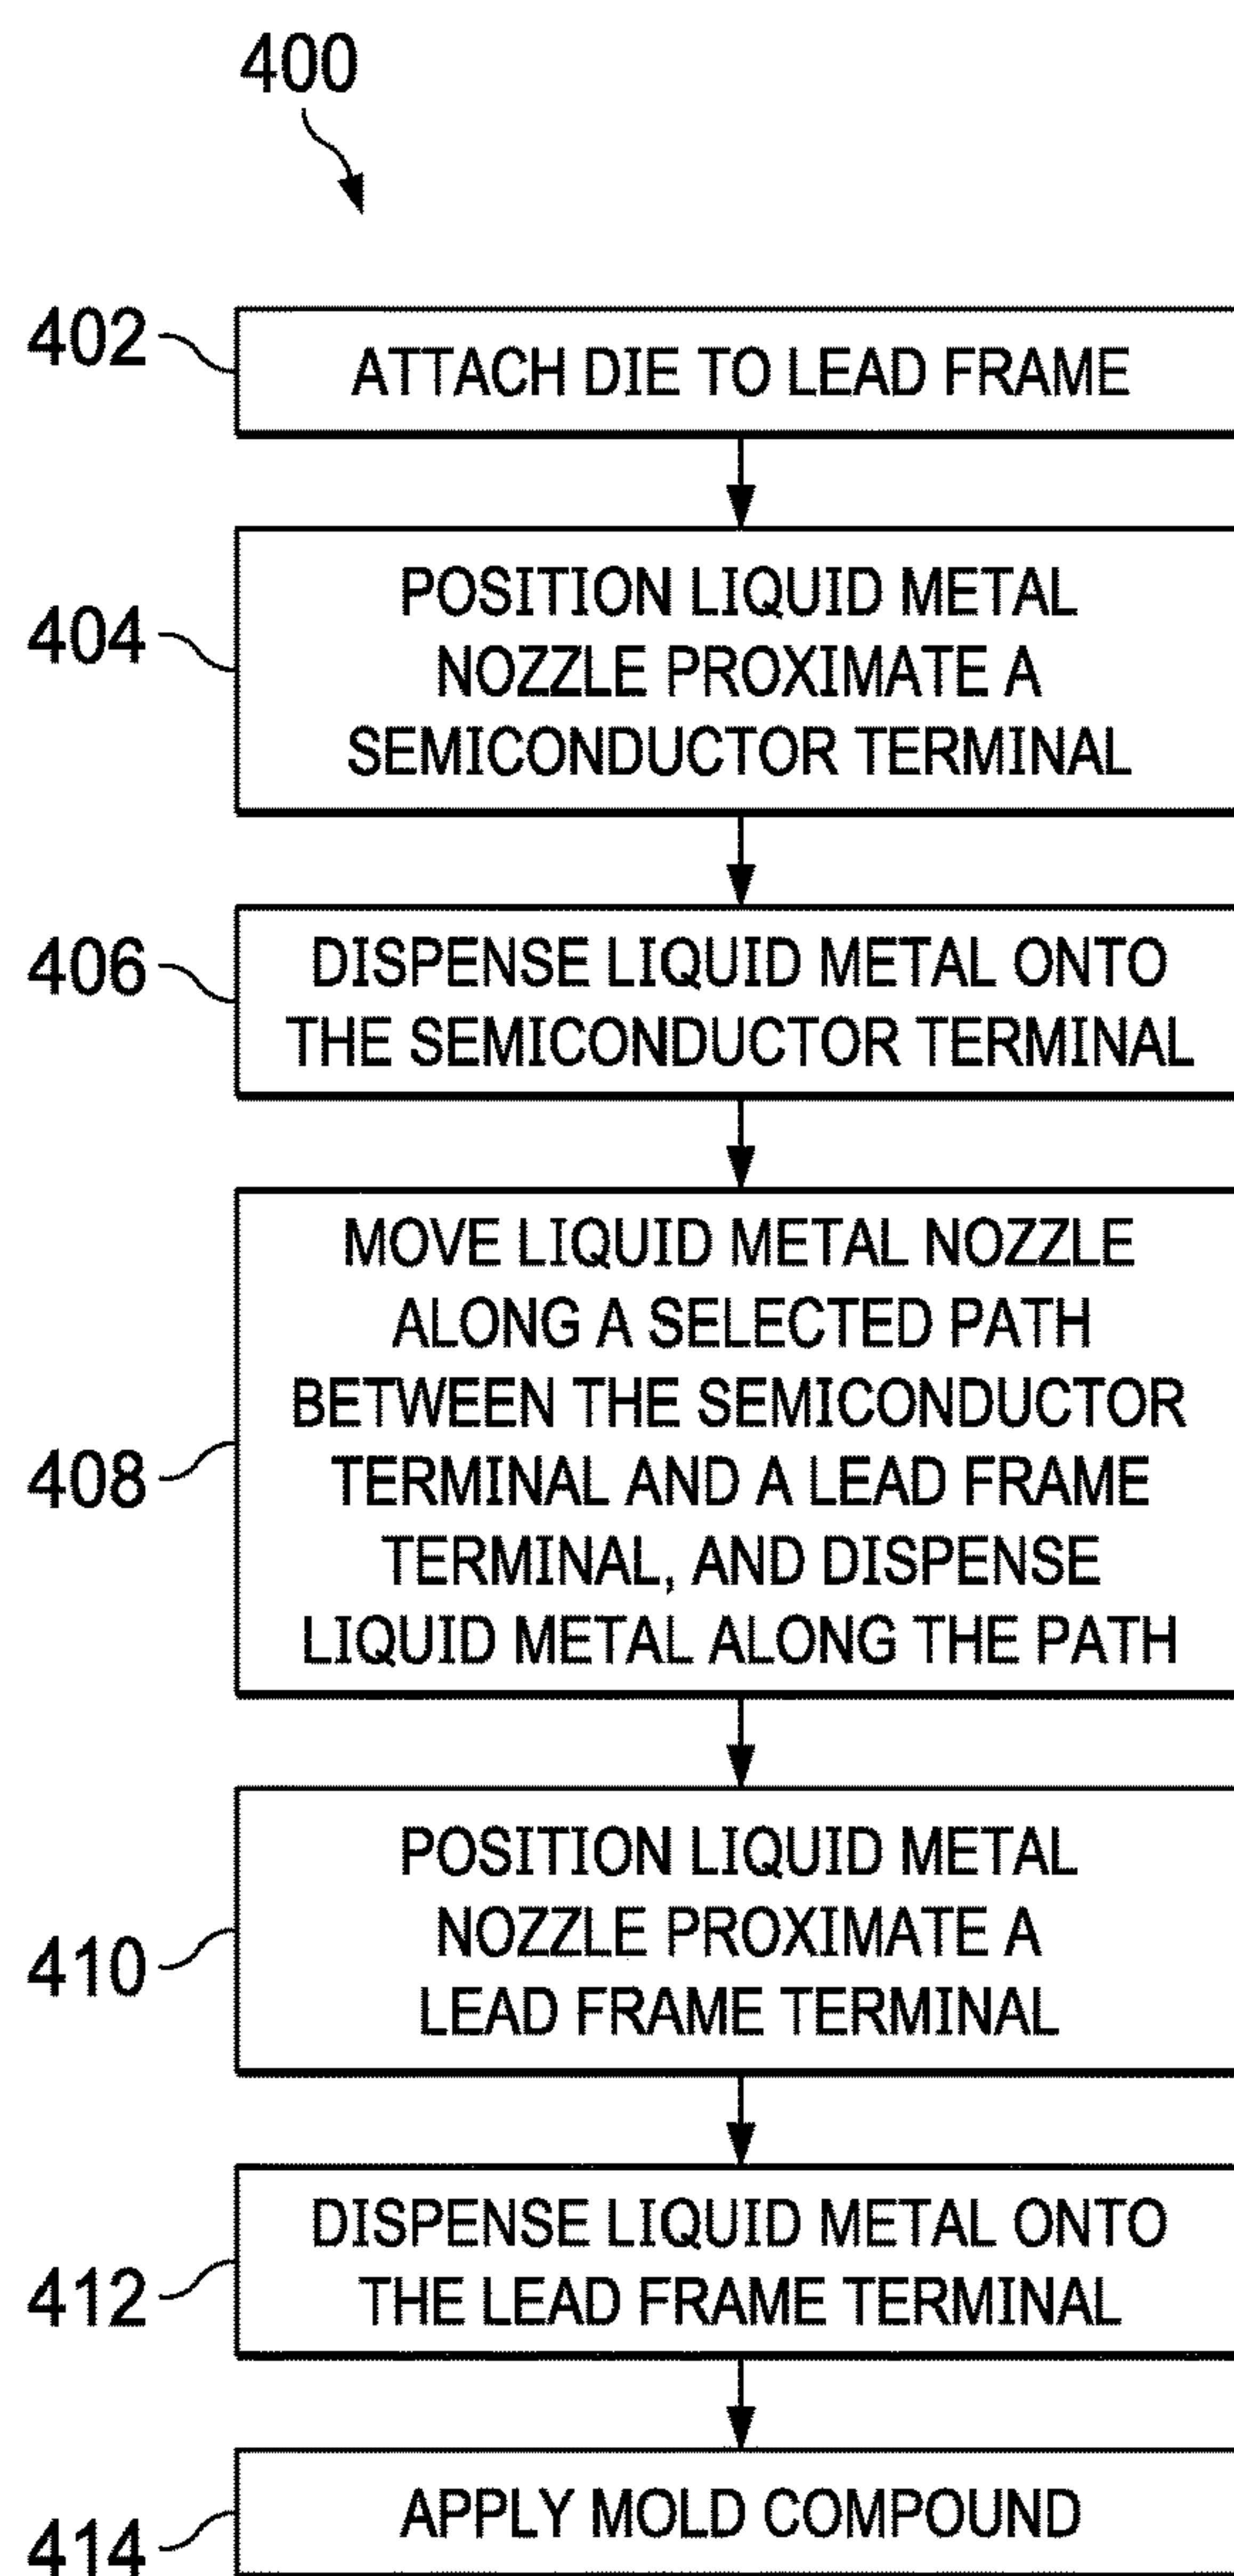 400
402
ATTACH DIE TO LEAD FRAME
404
POSITION LIQUID METAL
NOZZLE PROXIMATE A
SEMICONDUCTOR TERMINAL
406
DISPENSE LIQUID METAL ONTO
THE SEMICONDUCTOR TERMINAL
408
MOVE LIQUID METAL NOZZLE
ALONG A SELECTED PATH
BETWEEN THE SEMICONDUCTOR
TERMINAL AND A LEAD FRAME
TERMINAL, AND DISPENSE
LIQUID METAL ALONG THE PATH
410
POSITION LIQUID METAL
NOZZLE PROXIMATE A
LEAD FRAME TERMINAL
412
DISPENSE LIQUID METAL ONTO
THE LEAD FRAME TERMINAL
414
APPLY MOLD COMPOUND